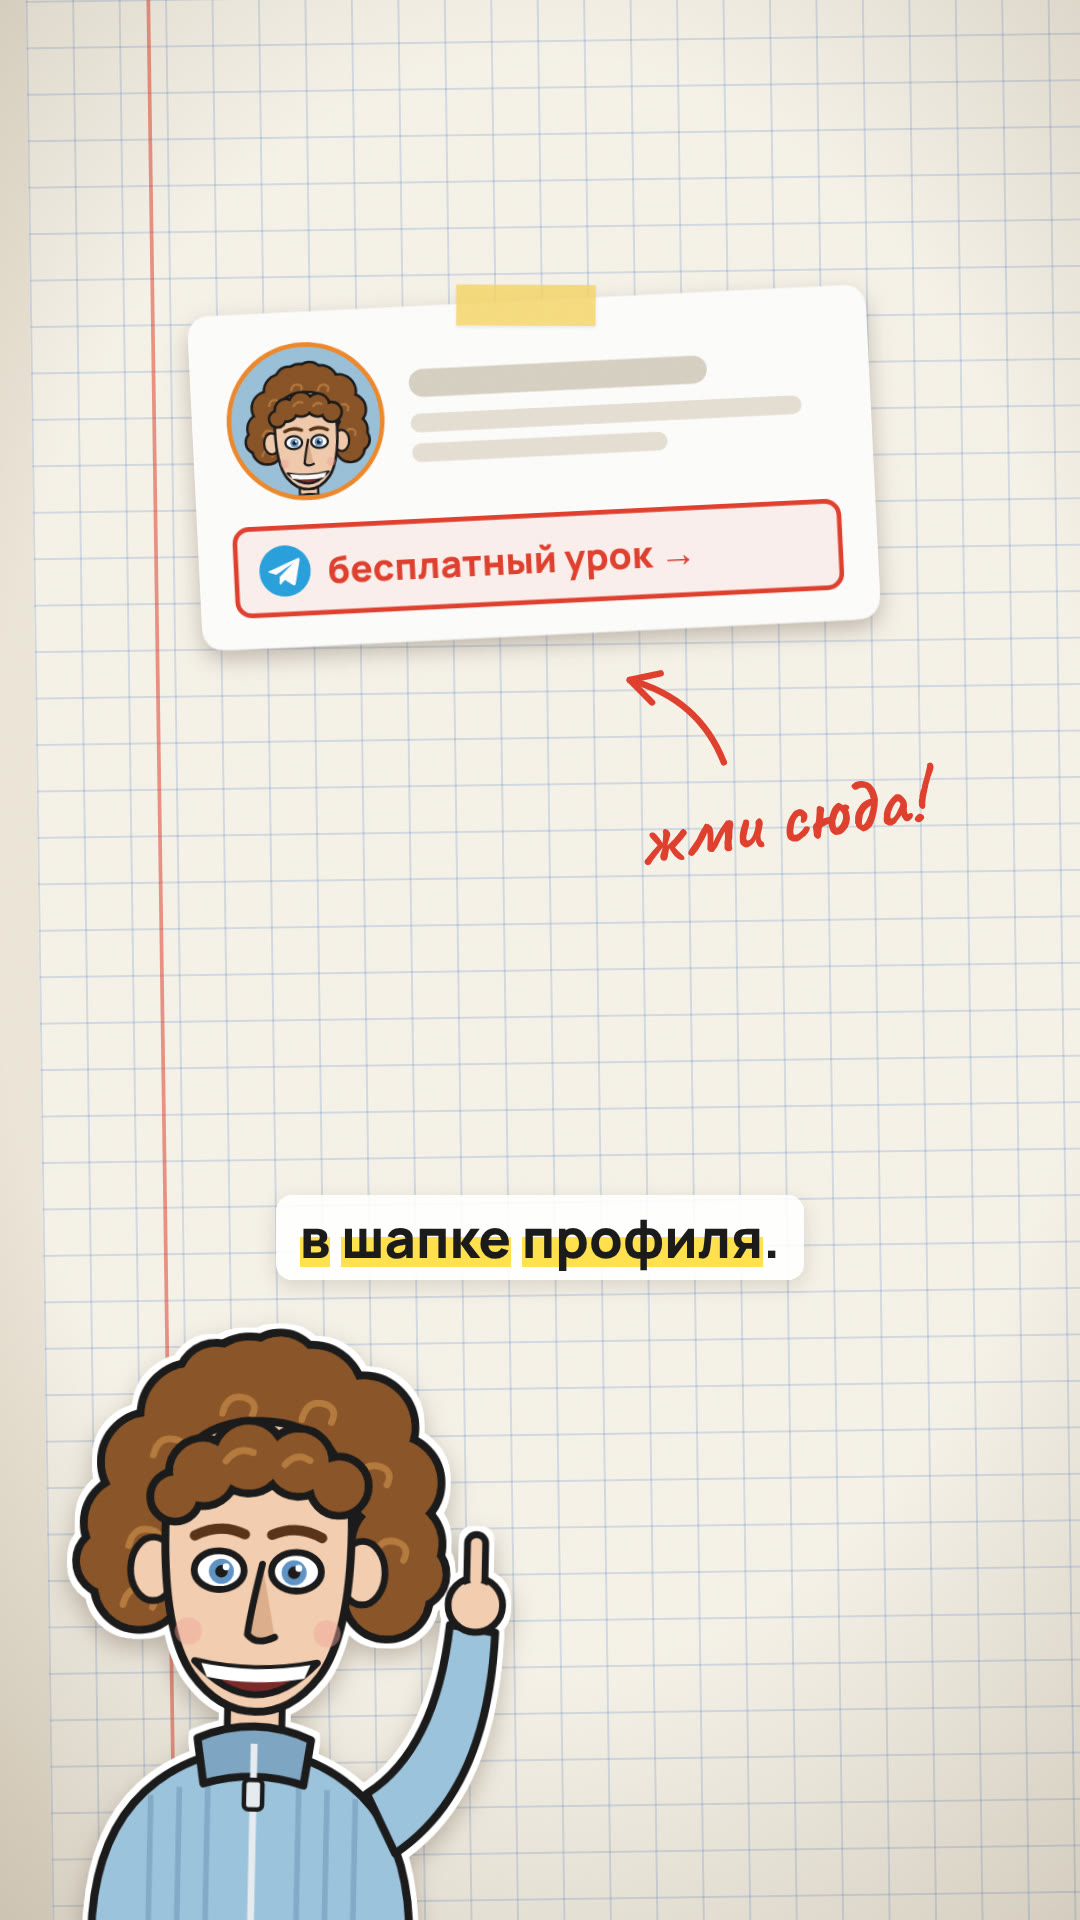 бесплатный урок →
жми сюда!
в шапке профиля.